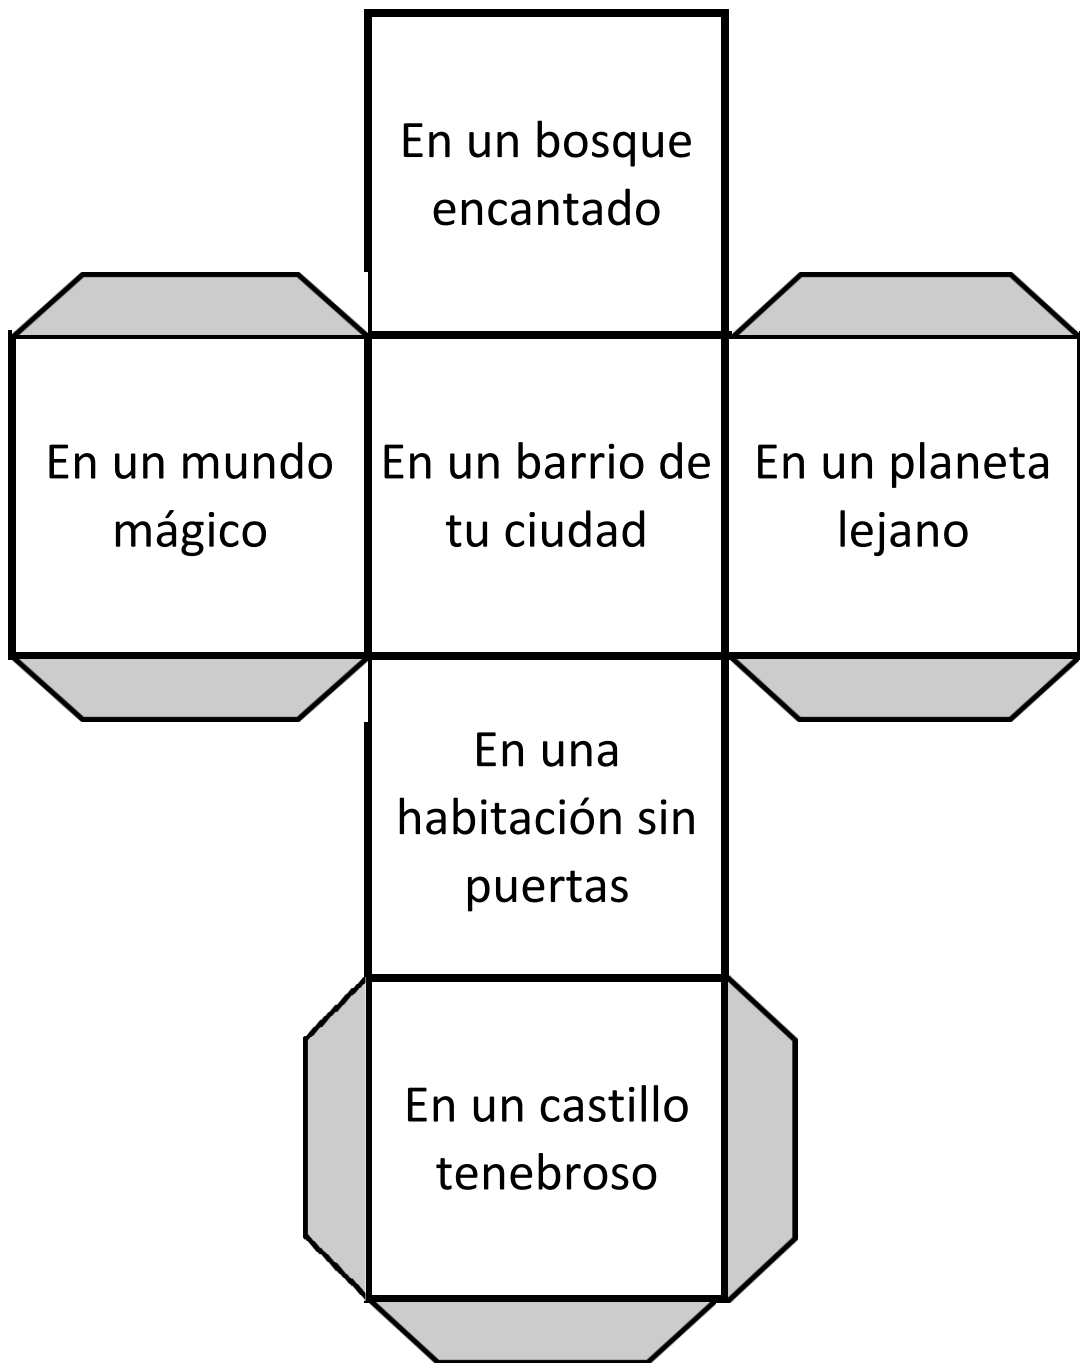 En un bosque
encantado
En un mundo
mágico
En un barrio de
tu ciudad
En un planeta
lejano
En una
habitación sin
puertas
En un castillo
tenebroso